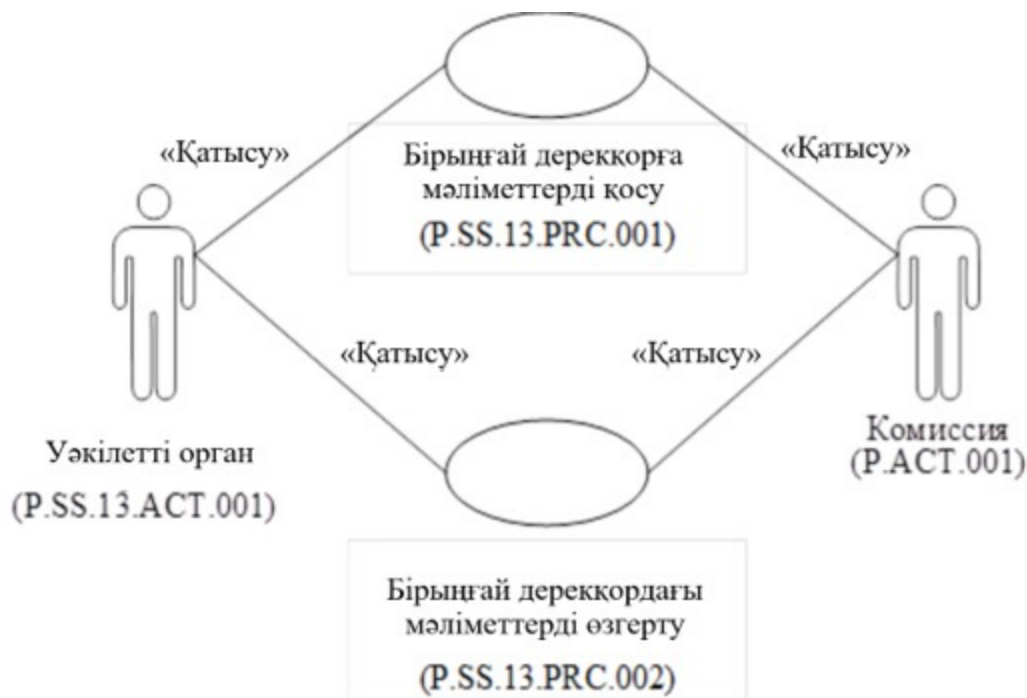 «Қатысу»
«Қатысу»
Бірыңғай дерекқорға
мәліметтерді қосу
(P.SS.13.PRC.001)
«Қатысу»
«Қатысу»
Уәкілетті орган
(P.SS.13.ACT.001)
Комиссия
(P.ACT.001)
Бірыңғай дерекқордағы
мәліметтерді өзгерту
(P.SS.13.PRC.002)